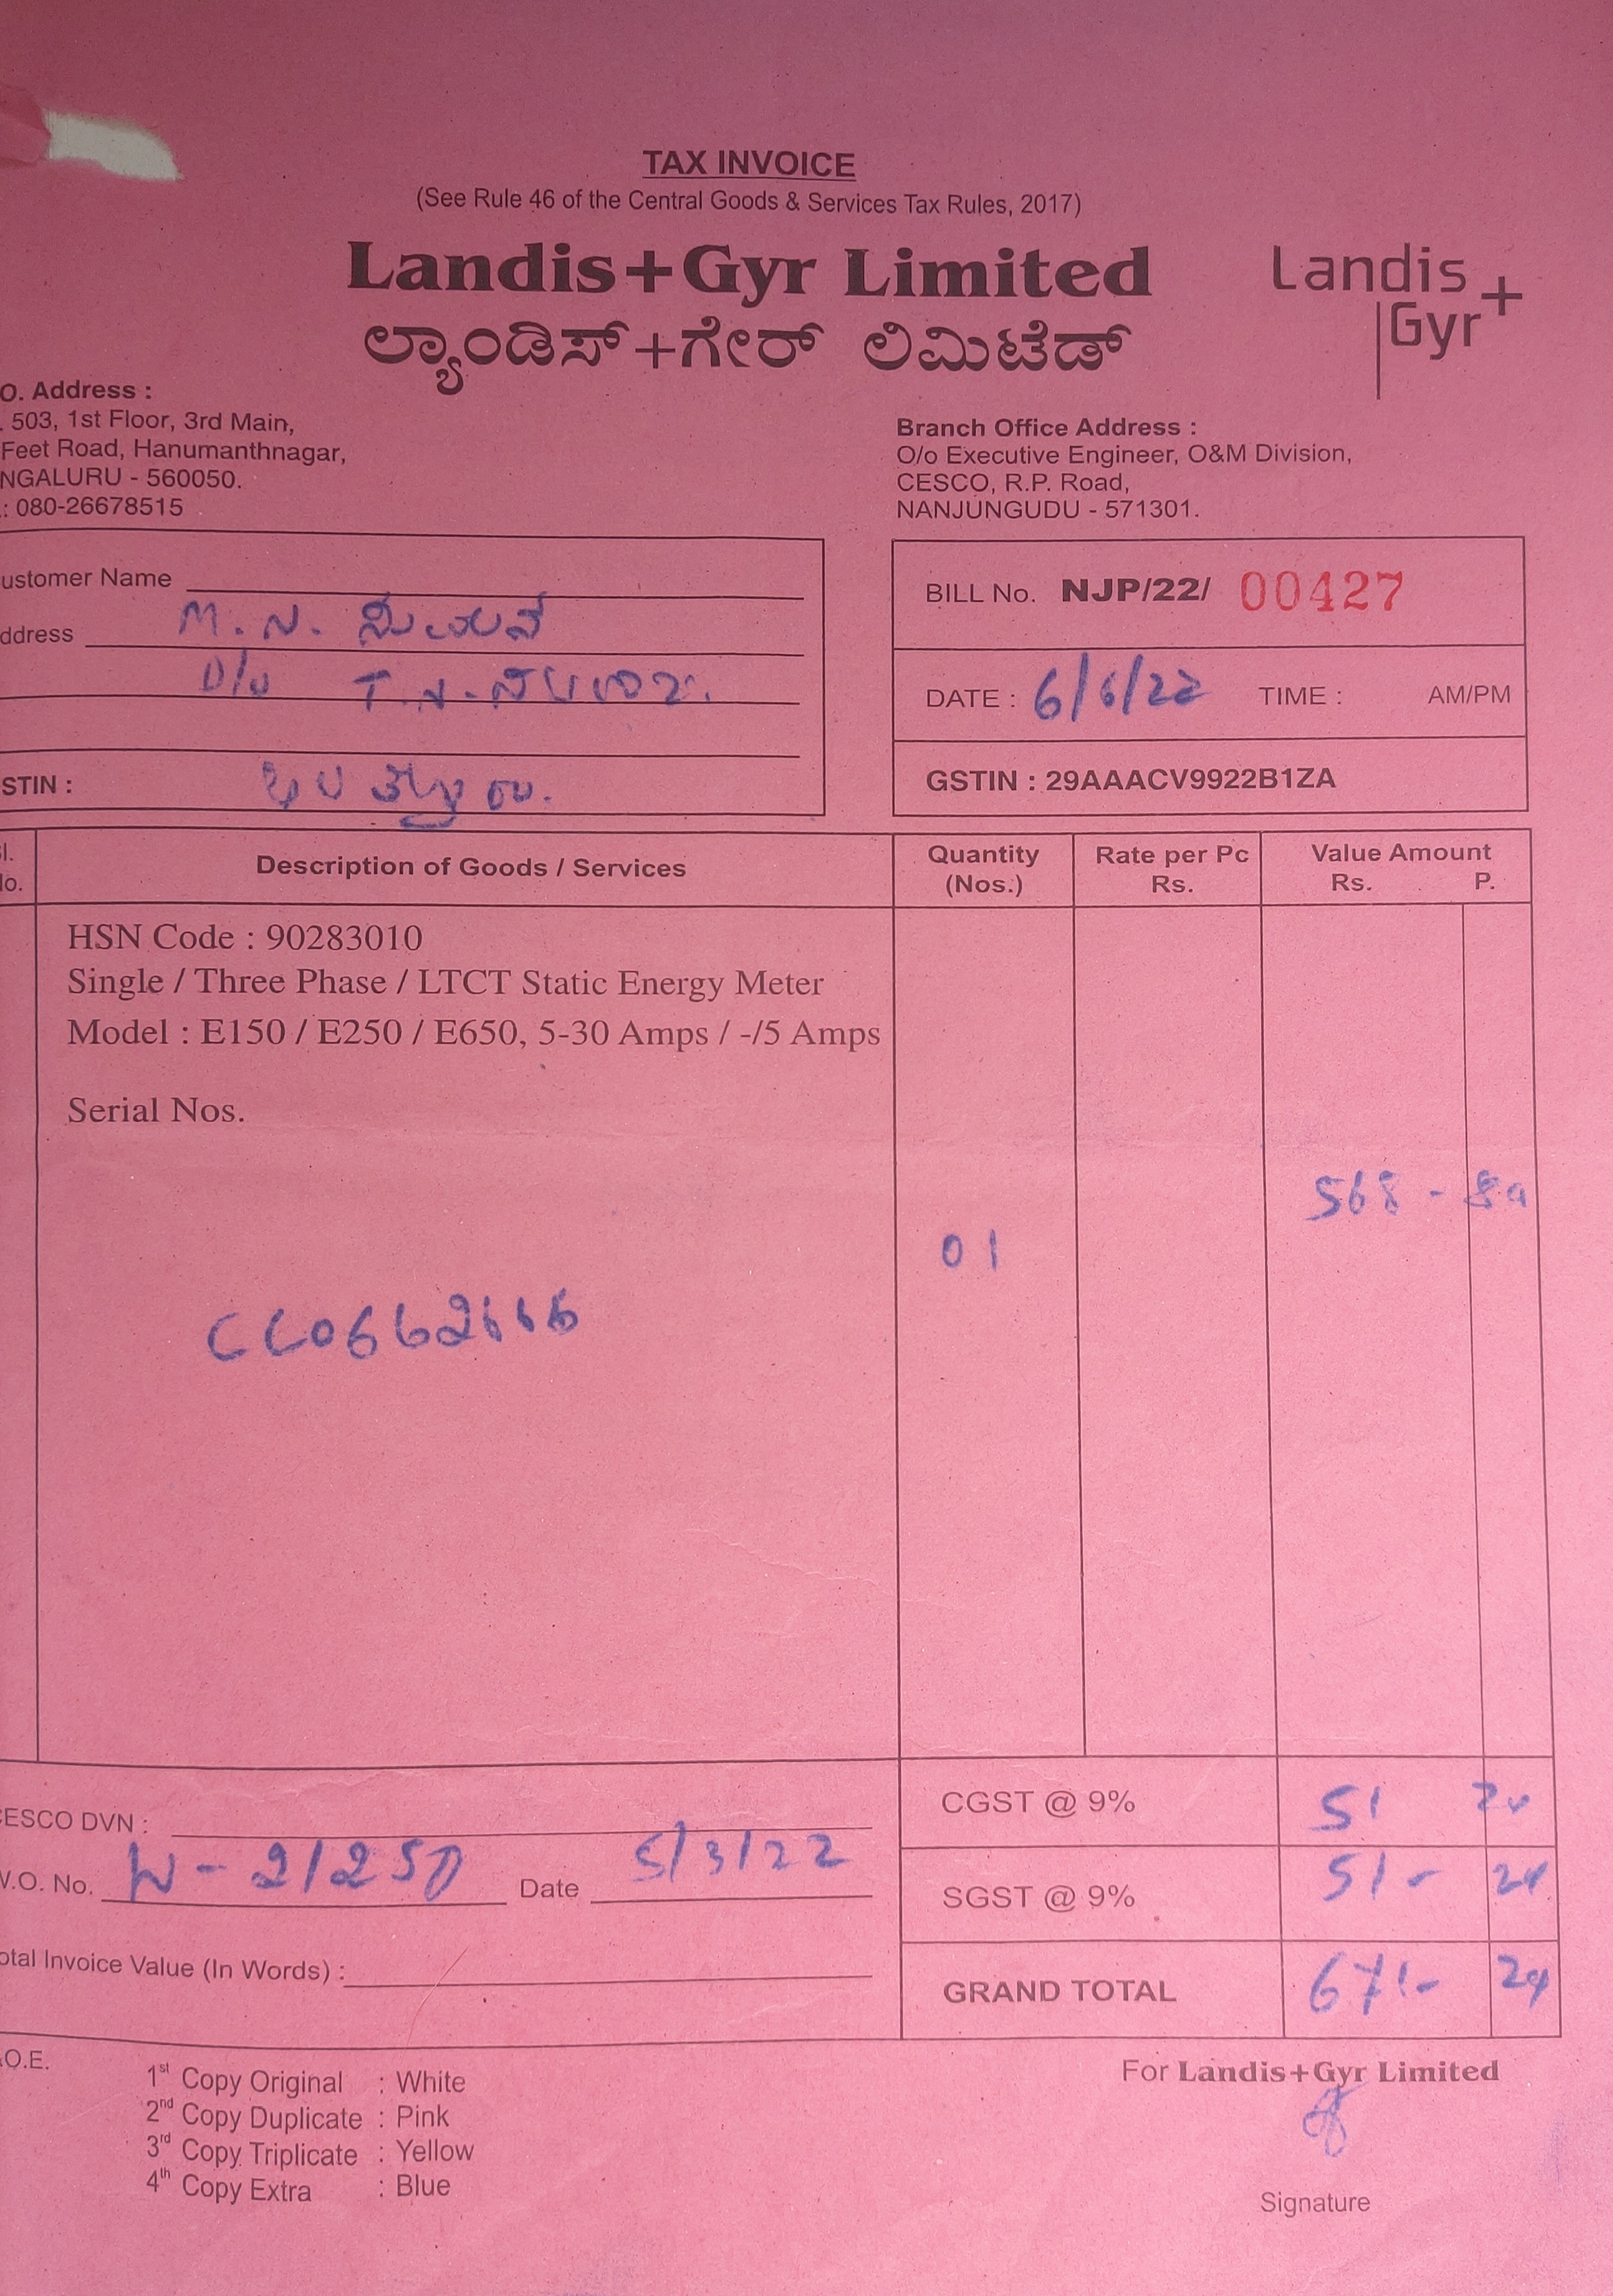 TAX INVOICE
(See Rule 46 of the Central Goods & Services Tax Rules, 2017)
Landis+Gyr Limited
ಲ್ಯಾಂಡಿಸ್+ಗೇರ್ ಲಿಮಿಟೆಡ್
Landis
Gyr+
O. Address :
503, 1st Floor, 3rd Main,
Feet Road, Hanumanthnagar,
NGALURU - 560050.
: 080-26678515
Branch Office Address :
O/o Executive Engineer, O&M Division,
CESCO, R.P. Road,
NANJUNGUDU - 571301.
ustomer Name
ddress M. N.
D/o T. N.
STIN :
BILL No. NJP/22/ 00427
DATE : 6/6/22 TIME : AM/PM
GSTIN : 29AAACV9922B1ZA
l. o. Description of Goods / Services Quantity (Nos.) Rate per Pc Rs. Value Amount Rs. P.
HSN Code : 90283010
Single / Three Phase / LTCT Static Energy Meter
Model : E150 / E250 / E650, 5-30 Amps / -/5 Amps
Serial Nos.
568 -
01
CESCO DVN :
W.O. No. W - 2/250 Date 5/3/22
otal Invoice Value (In Words) :
CGST @ 9% 51
SGST @ 9% 51 - 24
GRAND TOTAL 671- 24
.O.E.
1st Copy Original : White
2nd Copy Duplicate : Pink
3rd Copy Triplicate : Yellow
4th Copy Extra : Blue
For Landis+Gyr Limited
Signature